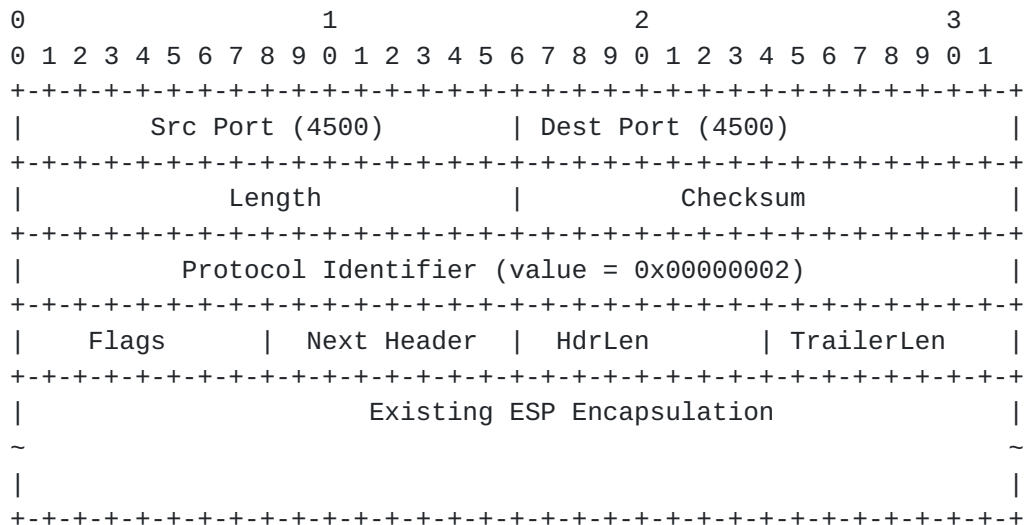 0                   1                   2                   3
0 1 2 3 4 5 6 7 8 9 0 1 2 3 4 5 6 7 8 9 0 1 2 3 4 5 6 7 8 9 0 1
+-+-+-+-+-+-+-+-+-+-+-+-+-+-+-+-+-+-+-+-+-+-+-+-+-+-+-+-+-+-+-+-+
|        Src Port (4500)        | Dest Port (4500)              |
+-+-+-+-+-+-+-+-+-+-+-+-+-+-+-+-+-+-+-+-+-+-+-+-+-+-+-+-+-+-+-+-+
|             Length            |          Checksum             |
+-+-+-+-+-+-+-+-+-+-+-+-+-+-+-+-+-+-+-+-+-+-+-+-+-+-+-+-+-+-+-+-+
|          Protocol Identifier (value = 0x00000002)             |
+-+-+-+-+-+-+-+-+-+-+-+-+-+-+-+-+-+-+-+-+-+-+-+-+-+-+-+-+-+-+-+-+
|    Flags      |  Next Header  |  HdrLen       | TrailerLen    |
+-+-+-+-+-+-+-+-+-+-+-+-+-+-+-+-+-+-+-+-+-+-+-+-+-+-+-+-+-+-+-+-+
|                      Existing ESP Encapsulation               |
~                                                               ~
|                                                               |
+-+-+-+-+-+-+-+-+-+-+-+-+-+-+-+-+-+-+-+-+-+-+-+-+-+-+-+-+-+-+-+-+